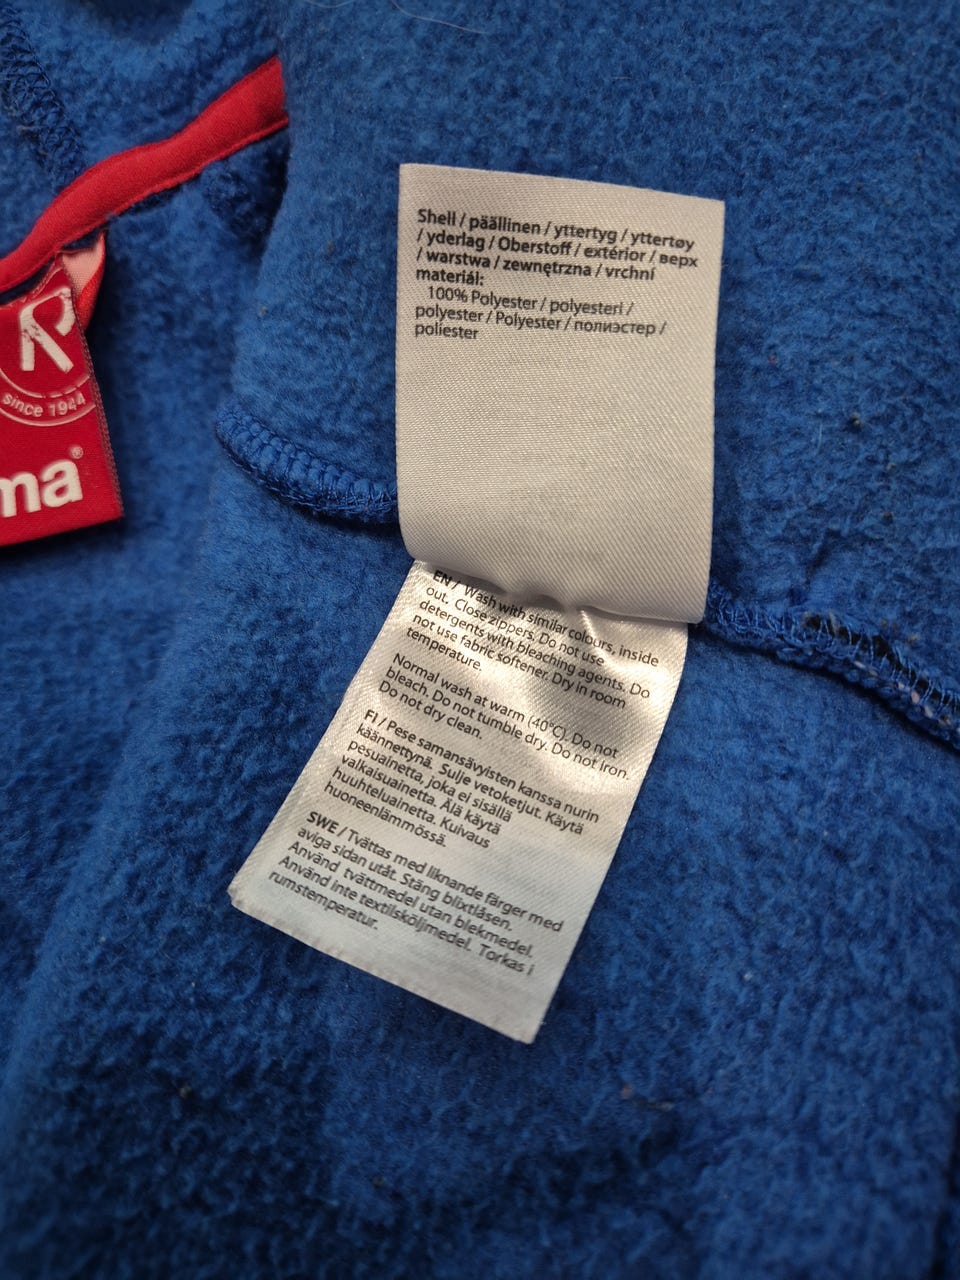 R
since 1944
ma®
Shell / päällinen / yttertyg / yttertøy
/ yderlag / Oberstoff / extérior / верх
/ warstwa / zewnętrzna / vrchní
materiál:
100% Polyester / polyesteri /
polyester / Polyester / полиэстер /
poliester
EN / Wash with similar colours, inside
out. Close zippers. Do not use
detergents with bleaching agents. Do
not use fabric softener. Dry in room
temperature.
Normal wash at warm (40°C). Do not
bleach. Do not tumble dry. Do not Iron.
Do not dry clean.
FI / Pese samansävyisten kanssa nurin
käännettynä. Sulje vetoketjut. Käytä
pesuainetta, joka ei sisällä
valkaisuainetta. Älä käytä
huuhteluainetta. Kuivaus
huoneenlämmössä.
SWE / Tvättas med liknande färger med
aviga sidan utåt. Stäng blixtlåsen.
Använd tvättmedel utan blekmedel.
Använd inte textilsköljmedel. Torkas i
rumstemperatur.